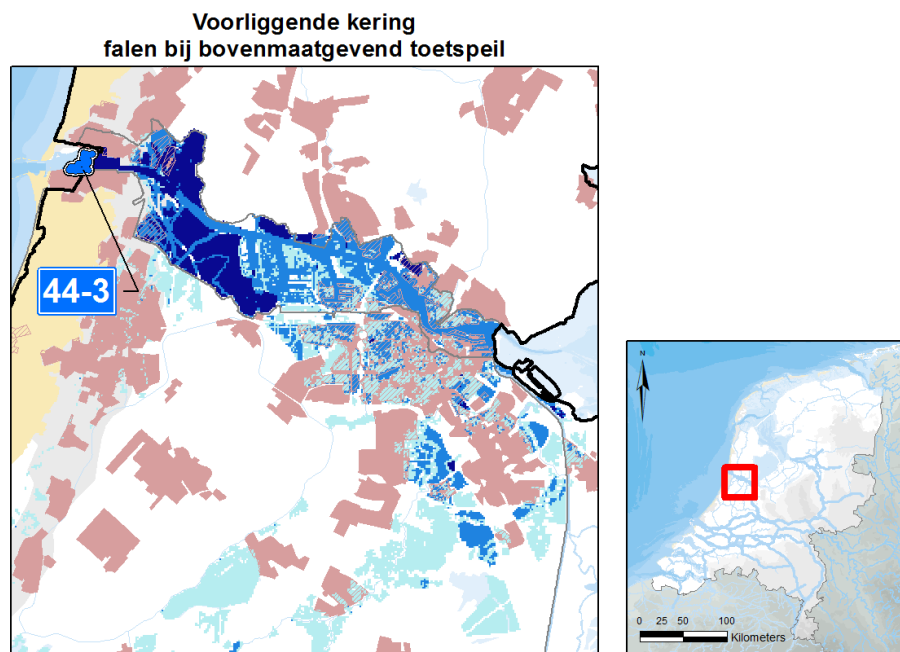 Voorliggende kering
falen bij bovenmaatgevend toetspeil
44-3
N
0 25 50 100
Kilometers